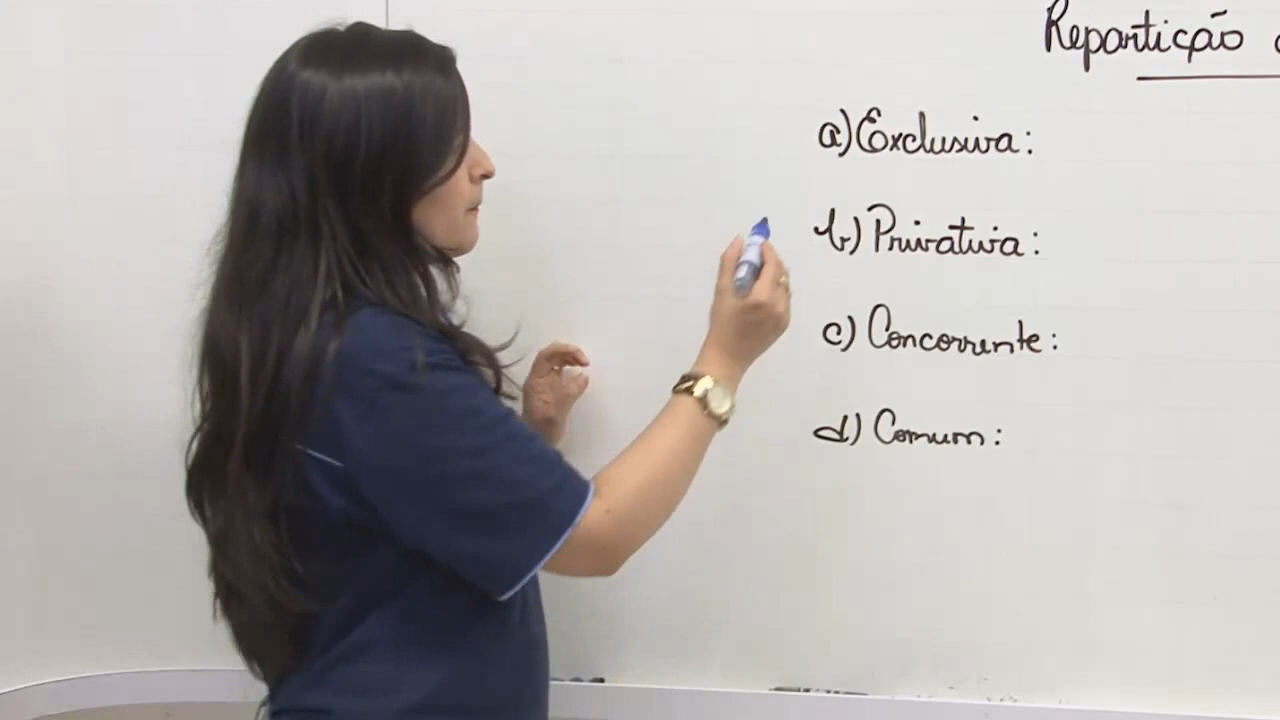 Repartição
a) Exclusiva:
b) Privativa:
c) Concorrente:
d) Comum: